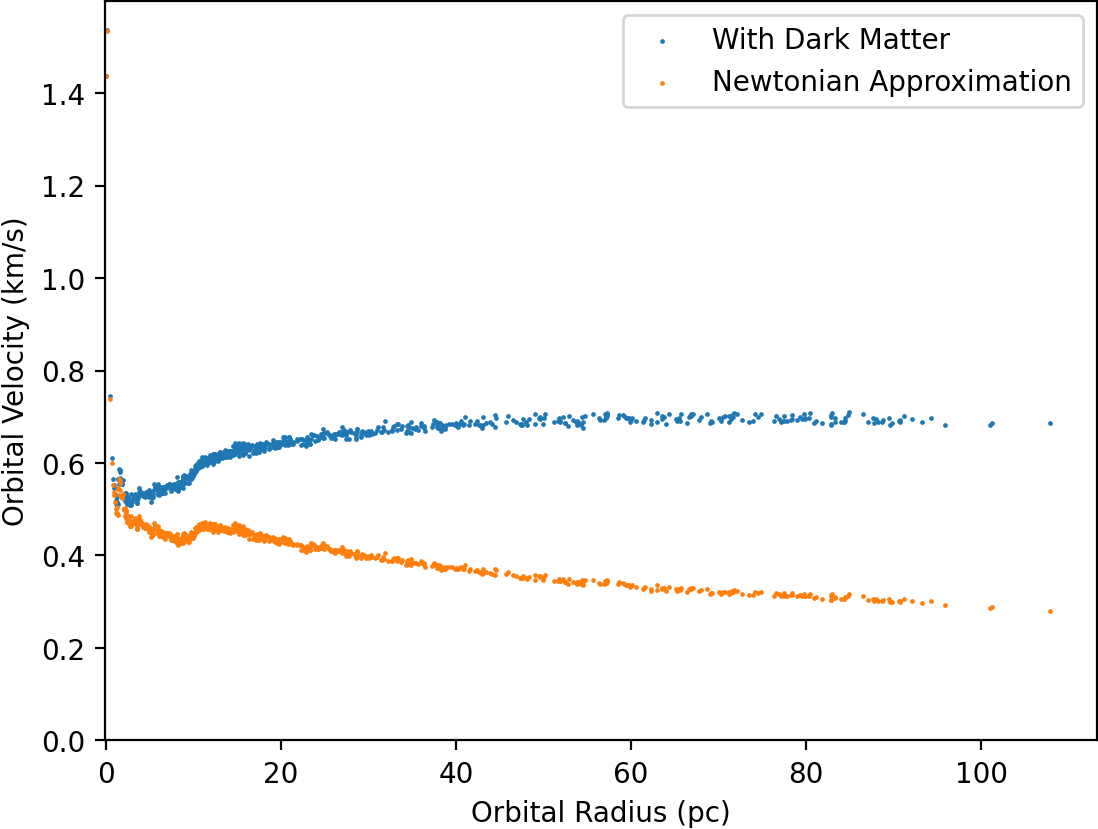 With Dark Matter
Newtonian Approximation
1.4
1.2
1.0
0.8
0.6
0.4
0.2
0.0
Orbital Velocity (km/s)
0 20 40 60 80 100
Orbital Radius (pc)